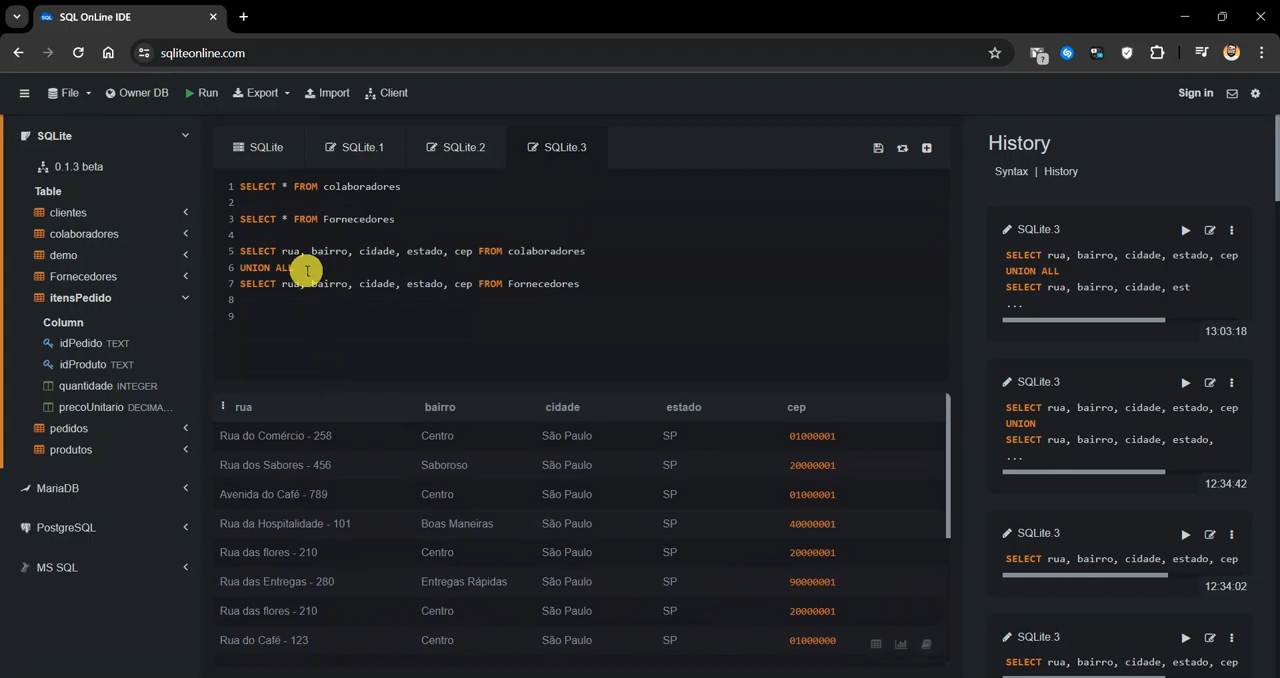 SQL OnLine IDE
sqliteonline.com
File
Owner DB
Run
Export
Import
Client
Sign in
SQLite
0.1.3 beta
Table
clientes
colaboradores
demo
Fornecedores
itensPedido
Column
idPedido TEXT
idProduto TEXT
quantidade INTEGER
precoUnitario DECIMA...
pedidos
produtos
MariaDB
PostgreSQL
MS SQL
SQLite
SQLite.1
SQLite.2
SQLite.3
1 SELECT * FROM colaboradores
2
3 SELECT * FROM Fornecedores
4
5 SELECT rua, bairro, cidade, estado, cep FROM colaboradores
6 UNION ALL
7 SELECT rua, bairro, cidade, estado, cep FROM Fornecedores
8
9
rua bairro cidade estado cep
Rua do Comércio - 258 Centro São Paulo SP 01000001
Rua dos Sabores - 456 Saboroso São Paulo SP 20000001
Avenida do Café - 789 Centro São Paulo SP 01000001
Rua da Hospitalidade - 101 Boas Maneiras São Paulo SP 40000001
Rua das flores - 210 Centro São Paulo SP 20000001
Rua das Entregas - 280 Entregas Rápidas São Paulo SP 90000001
Rua das flores - 210 Centro São Paulo SP 20000001
Rua do Café - 123 Centro São Paulo SP 01000000
History
Syntax | History
SQLite.3
SELECT rua, bairro, cidade, estado, cep
UNION ALL
SELECT rua, bairro, cidade, est
...
13:03:18
SQLite.3
SELECT rua, bairro, cidade, estado, cep
UNION
SELECT rua, bairro, cidade, estado,
...
12:34:42
SQLite.3
SELECT rua, bairro, cidade, estado, cep
12:34:02
SQLite.3
SELECT rua, bairro, cidade, estado, cep